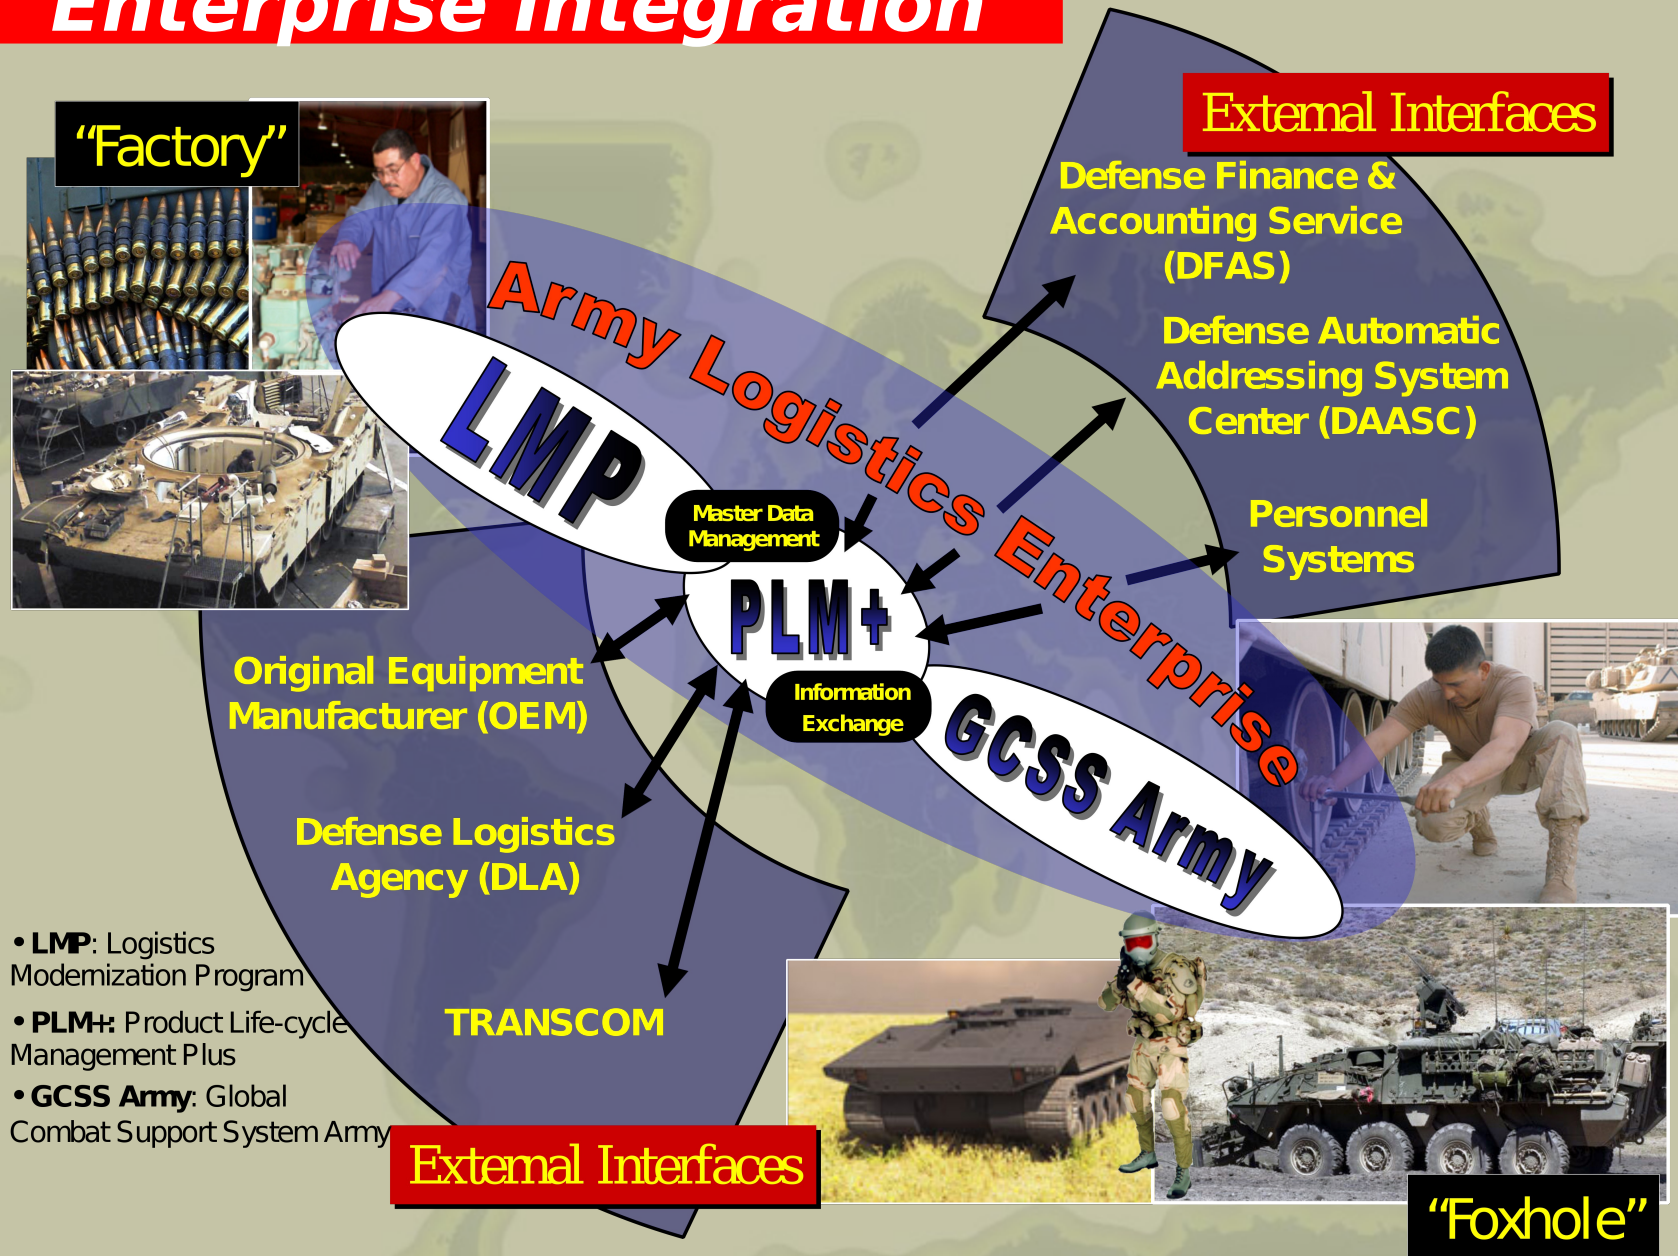 Enterprise Integration
“Factory”
External Interfaces
Defense Finance &
Accounting Service
(DFAS)
Defense Automatic
Addressing System
Center (DAASC)
Personnel
Systems
Army Logistics Enterprise
LMP
Master Data
Management
PLM+
Information
Exchange
GCSS Army
Original Equipment
Manufacturer (OEM)
Defense Logistics
Agency (DLA)
TRANSCOM
• LMP: Logistics
Modernization Program
• PLM+: Product Life-cycle
Management Plus
• GCSS Army: Global
Combat Support System Army
External Interfaces
“Foxhole”